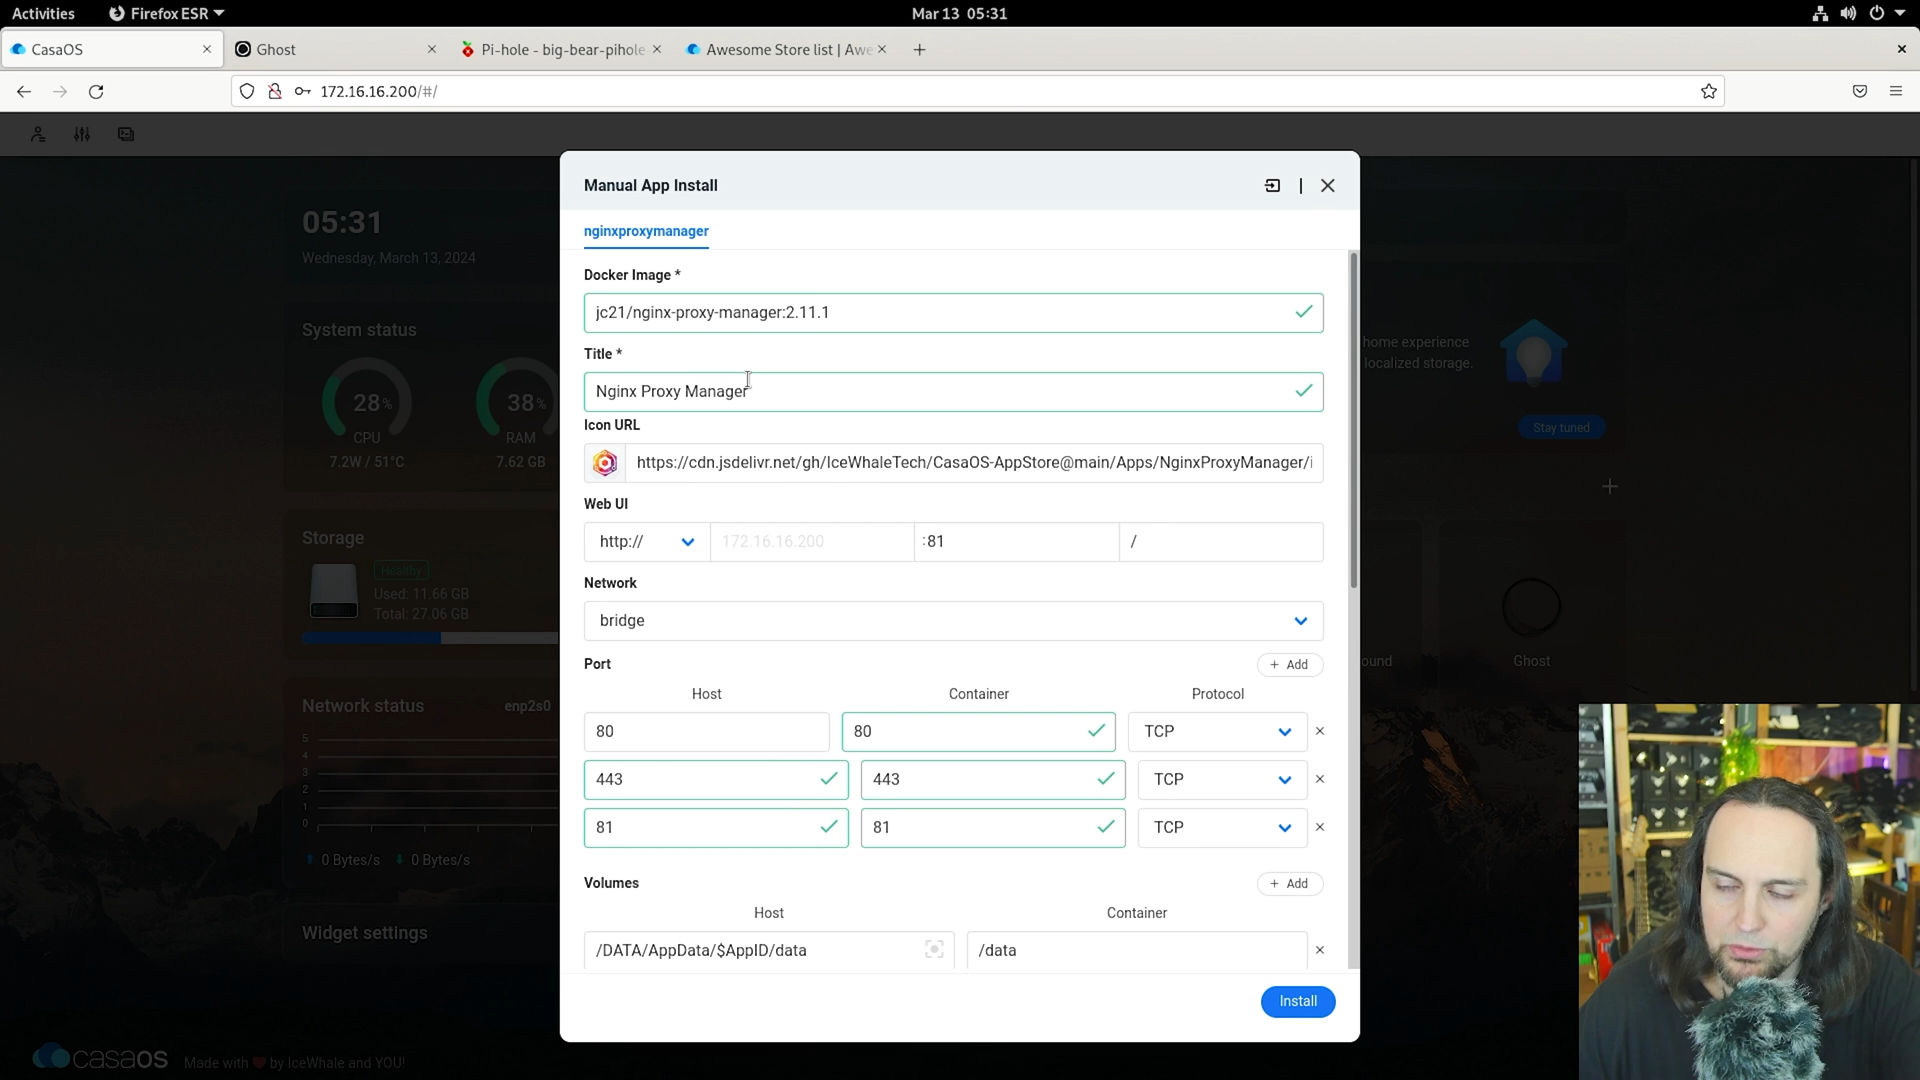 Activities
Firefox ESR
Mar 13 05:31
CasaOS
Ghost
Pi-hole - big-bear-pihole
Awesome Store list | Awe
172.16.16.200/#/
05:31
Wednesday, March 13, 2024
System status
28%
CPU
7.2W / 51°C
38%
RAM
7.62 GB
Storage
Healthy
Used: 11.66 GB
Total: 27.06 GB
Network status
enp2s0
5
4
3
2
1
0
0 Bytes/s
0 Bytes/s
Widget settings
casaos
Made with ❤ by IceWhale and YOU!
Manual App Install
nginxproxymanager
Docker Image *
jc21/nginx-proxy-manager:2.11.1
Title *
Nginx Proxy Manager
Icon URL
https://cdn.jsdelivr.net/gh/IceWhaleTech/CasaOS-AppStore@main/Apps/NginxProxyManager/i
Web UI
http://
172.16.16.200
:81
/
Network
bridge
Port
+ Add
Host
Container
Protocol
80
80
TCP
443
443
TCP
81
81
TCP
Volumes
+ Add
Host
Container
/DATA/AppData/$AppID/data
/data
Install
home experience
localized storage.
Stay tuned
ound
Ghost